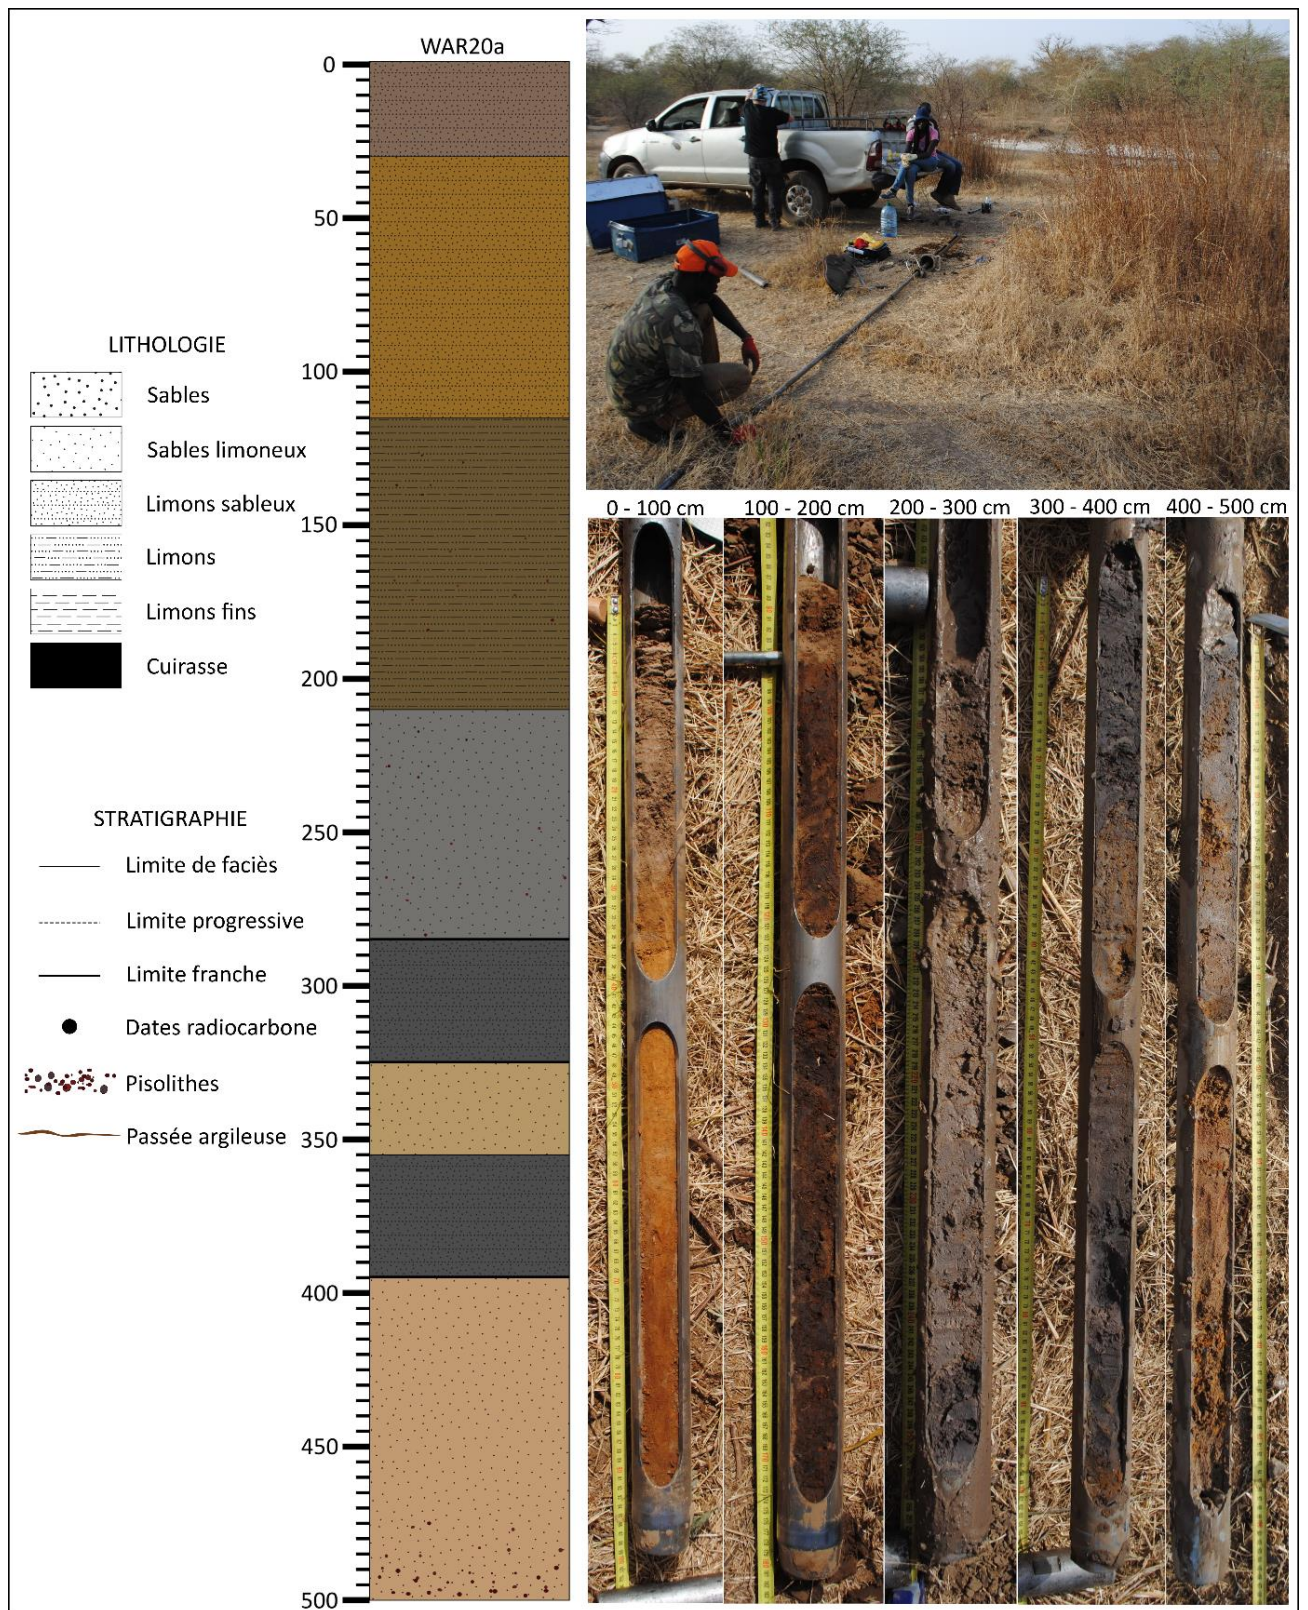 WAR20a
0
50
100
150
200
250
300
350
400
450
500
LITHOLOGIE
Sables
Sables limoneux
Limons sableux
Limons
Limons fins
Cuirasse
STRATIGRAPHIE
Limite de faciès
Limite progressive
Limite franche
Dates radiocarbone
Pisolithes
Passée argileuse
0 - 100 cm
100 - 200 cm
200 - 300 cm
300 - 400 cm
400 - 500 cm